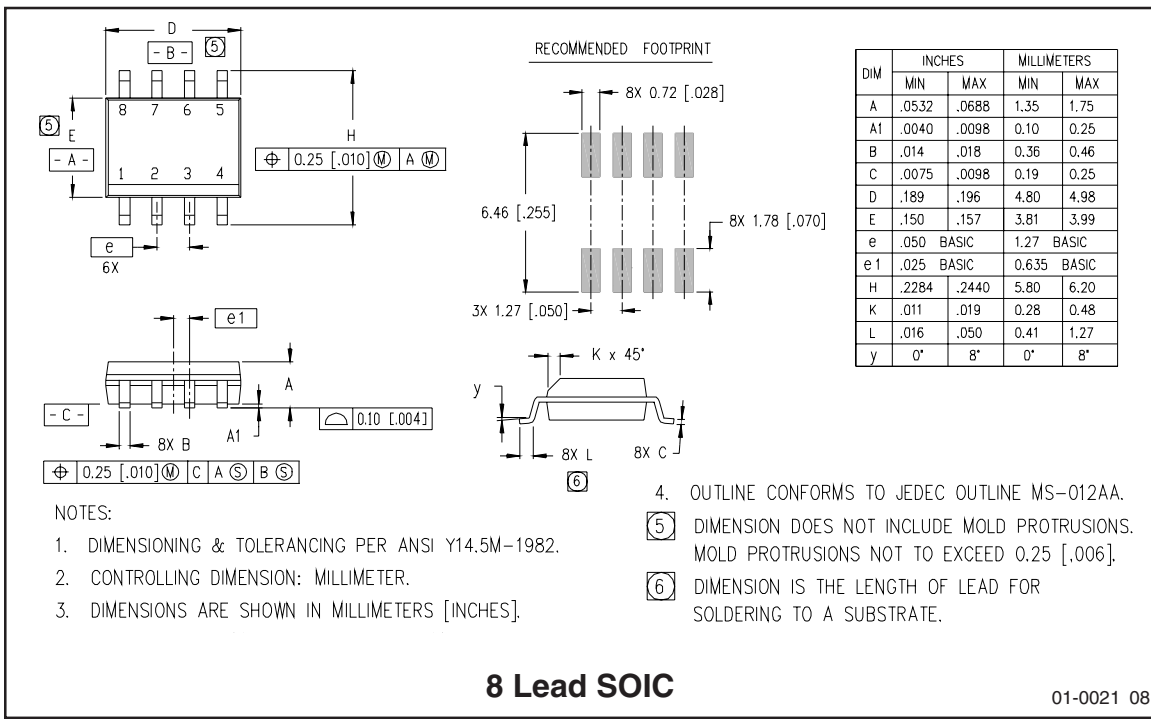 D
- B - 5
8 7 6 5
5 E
- A -
1 2 3 4
H
⌖ 0.25 [.010] Ⓜ A Ⓜ
e
6X
RECOMMENDED FOOTPRINT
8X 0.72 [.028]
6.46 [.255]
8X 1.78 [.070]
3X 1.27 [.050]
DIM INCHES MILLIMETERS
MIN MAX MIN MAX
A .0532 .0688 1.35 1.75
A1 .0040 .0098 0.10 0.25
B .014 .018 0.36 0.46
C .0075 .0098 0.19 0.25
D .189 .196 4.80 4.98
E .150 .157 3.81 3.99
e .050 BASIC 1.27 BASIC
e1 .025 BASIC 0.635 BASIC
H .2284 .2440 5.80 6.20
K .011 .019 0.28 0.48
L .016 .050 0.41 1.27
y 0° 8° 0° 8°
e1
A
- C -
8X B
A1
⌓ 0.10 [.004]
⌖ 0.25 [.010] Ⓜ C A Ⓢ B Ⓢ
K x 45°
y
8X L
8X C
6
NOTES:
1. DIMENSIONING & TOLERANCING PER ANSI Y14.5M-1982.
2. CONTROLLING DIMENSION: MILLIMETER.
3. DIMENSIONS ARE SHOWN IN MILLIMETERS [INCHES].
4. OUTLINE CONFORMS TO JEDEC OUTLINE MS-012AA.
5 DIMENSION DOES NOT INCLUDE MOLD PROTRUSIONS.
MOLD PROTRUSIONS NOT TO EXCEED 0.25 [.006].
6 DIMENSION IS THE LENGTH OF LEAD FOR
SOLDERING TO A SUBSTRATE.
8 Lead SOIC
01-0021 08